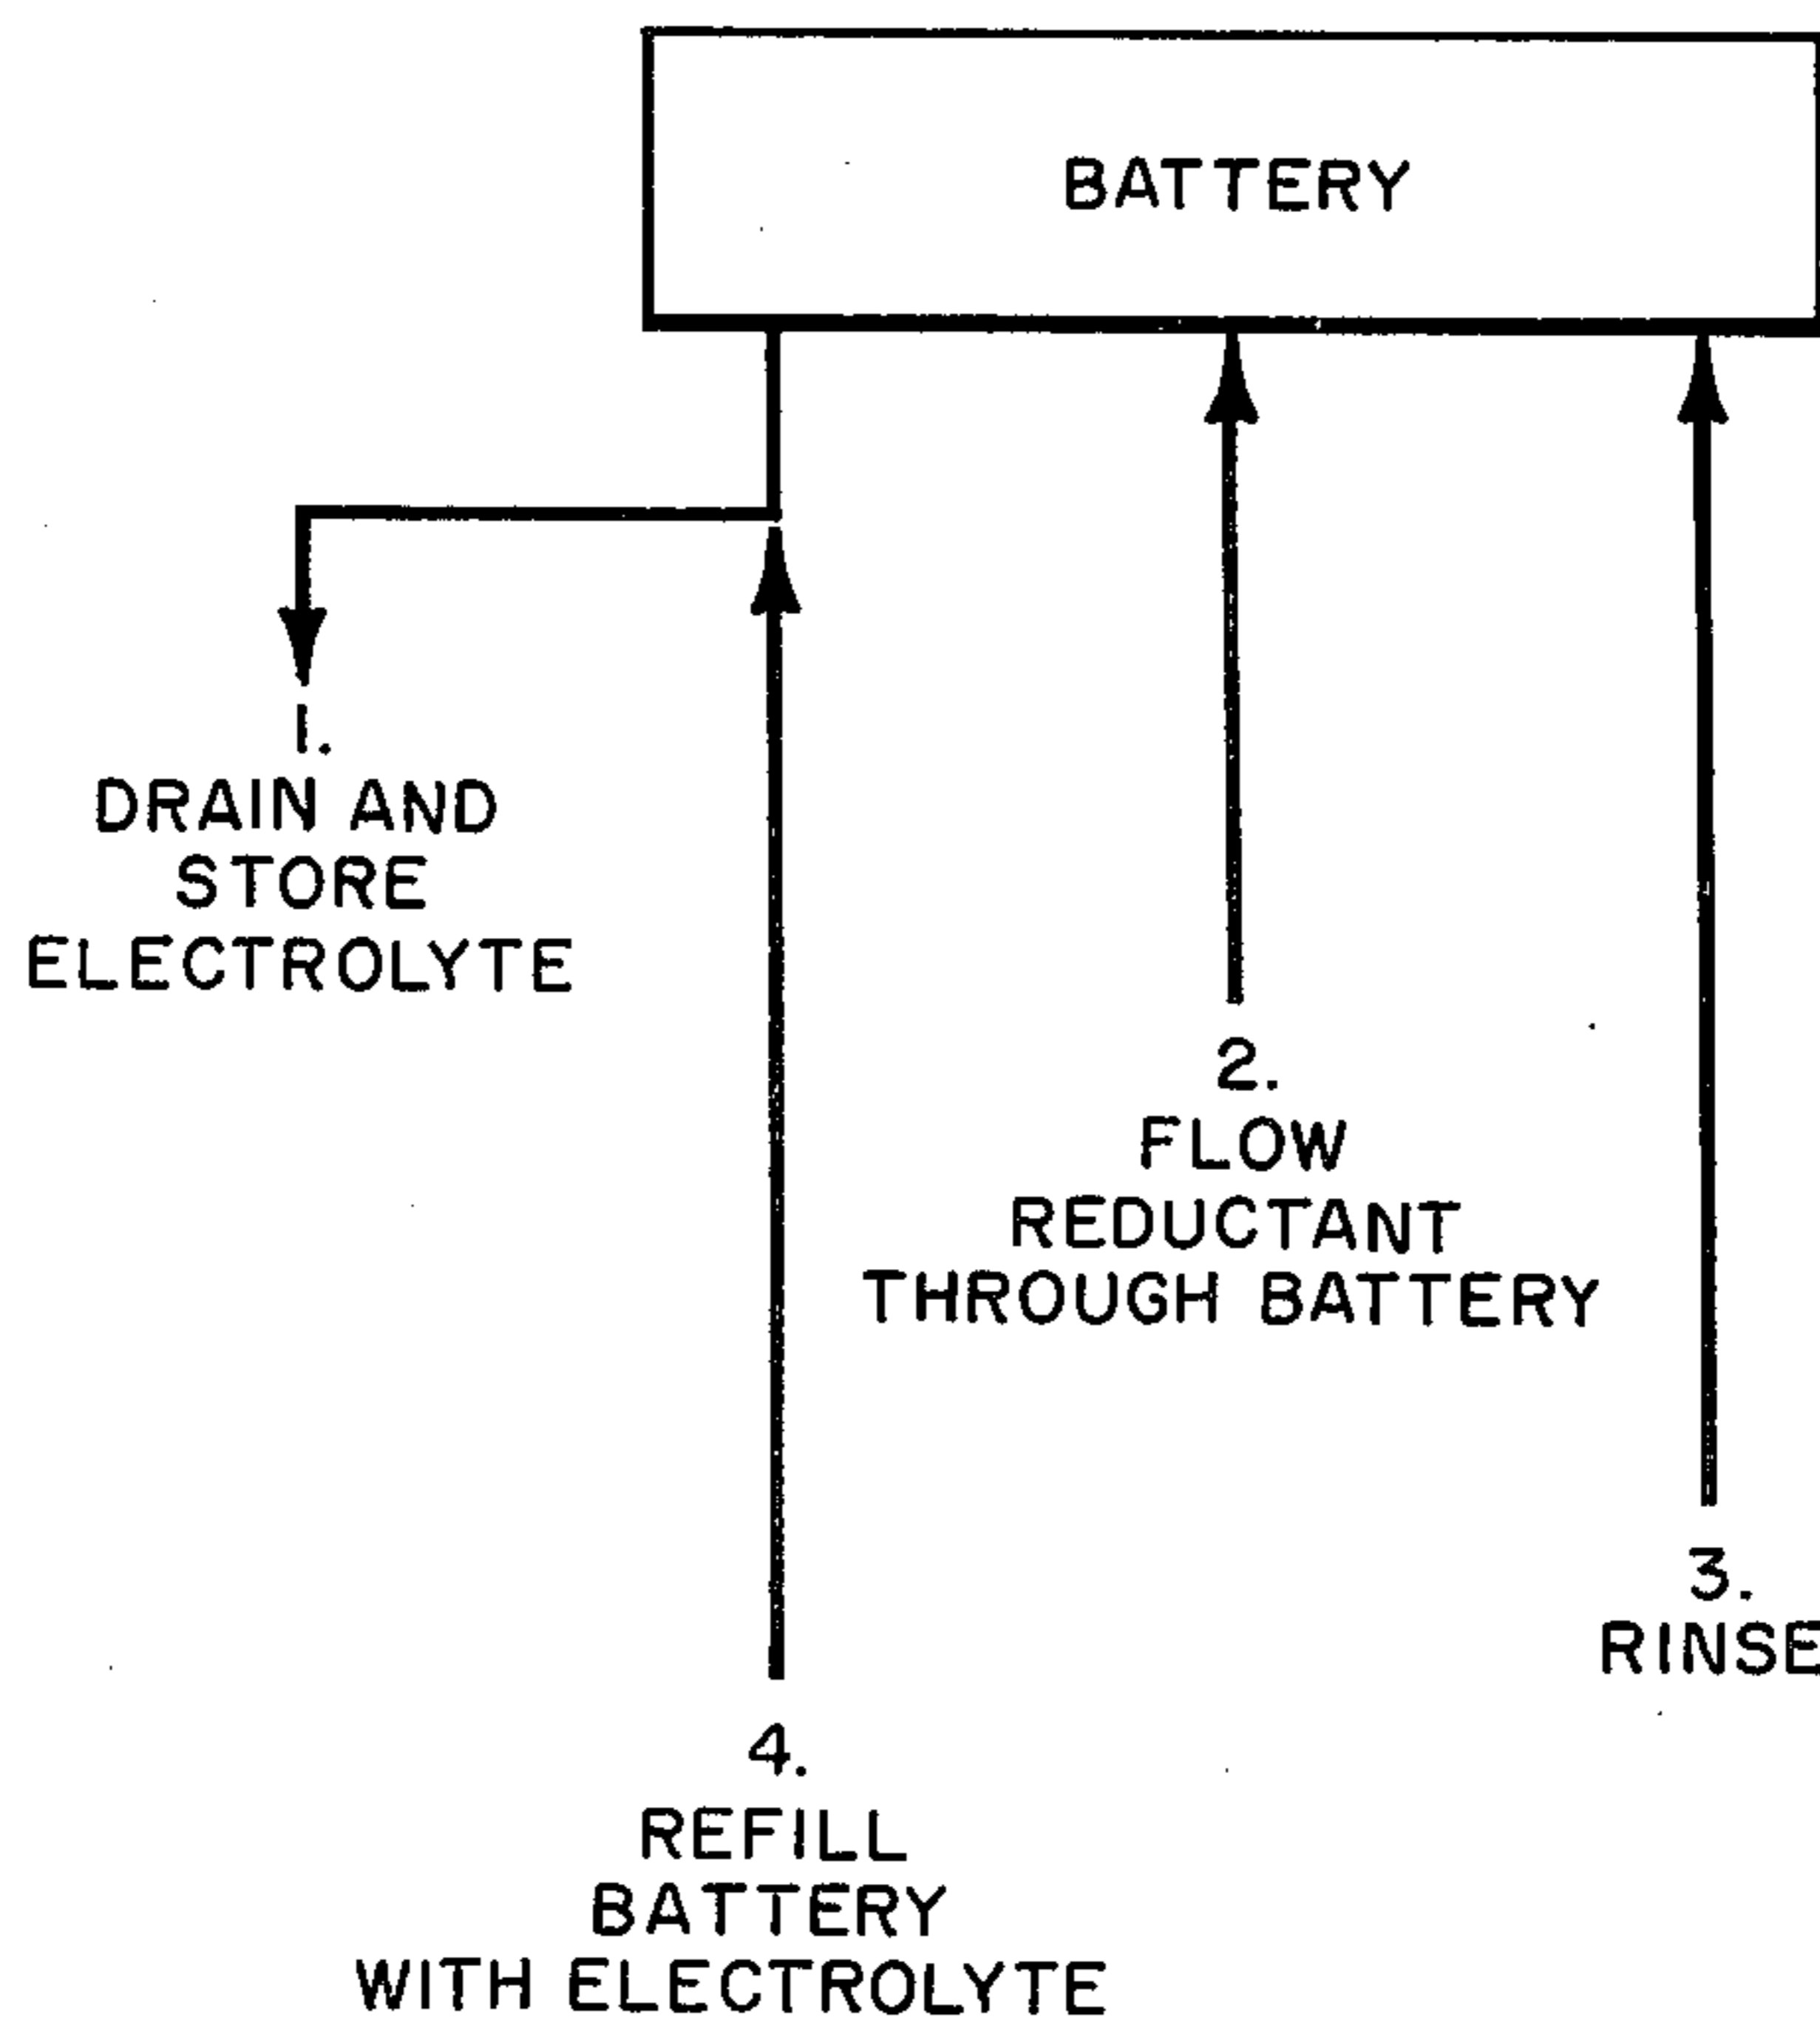 BATTERY
1.
DRAIN AND
STORE
ELECTROLYTE
2.
FLOW
REDUCTANT
THROUGH BATTERY
3.
RINSE
4.
REFILL
BATTERY
WITH ELECTROLYTE